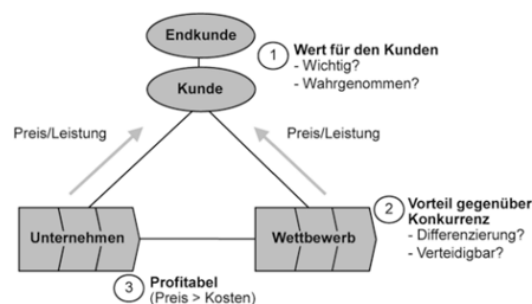 Endkunde
1 Wert für den Kunden
- Wichtig?
- Wahrgenommen?
Kunde
Preis/Leistung
Preis/Leistung
2 Vorteil gegenüber
Konkurrenz
- Differenzierung?
- Verteidigbar?
Unternehmen
Wettbewerb
3 Profitabel
(Preis > Kosten)